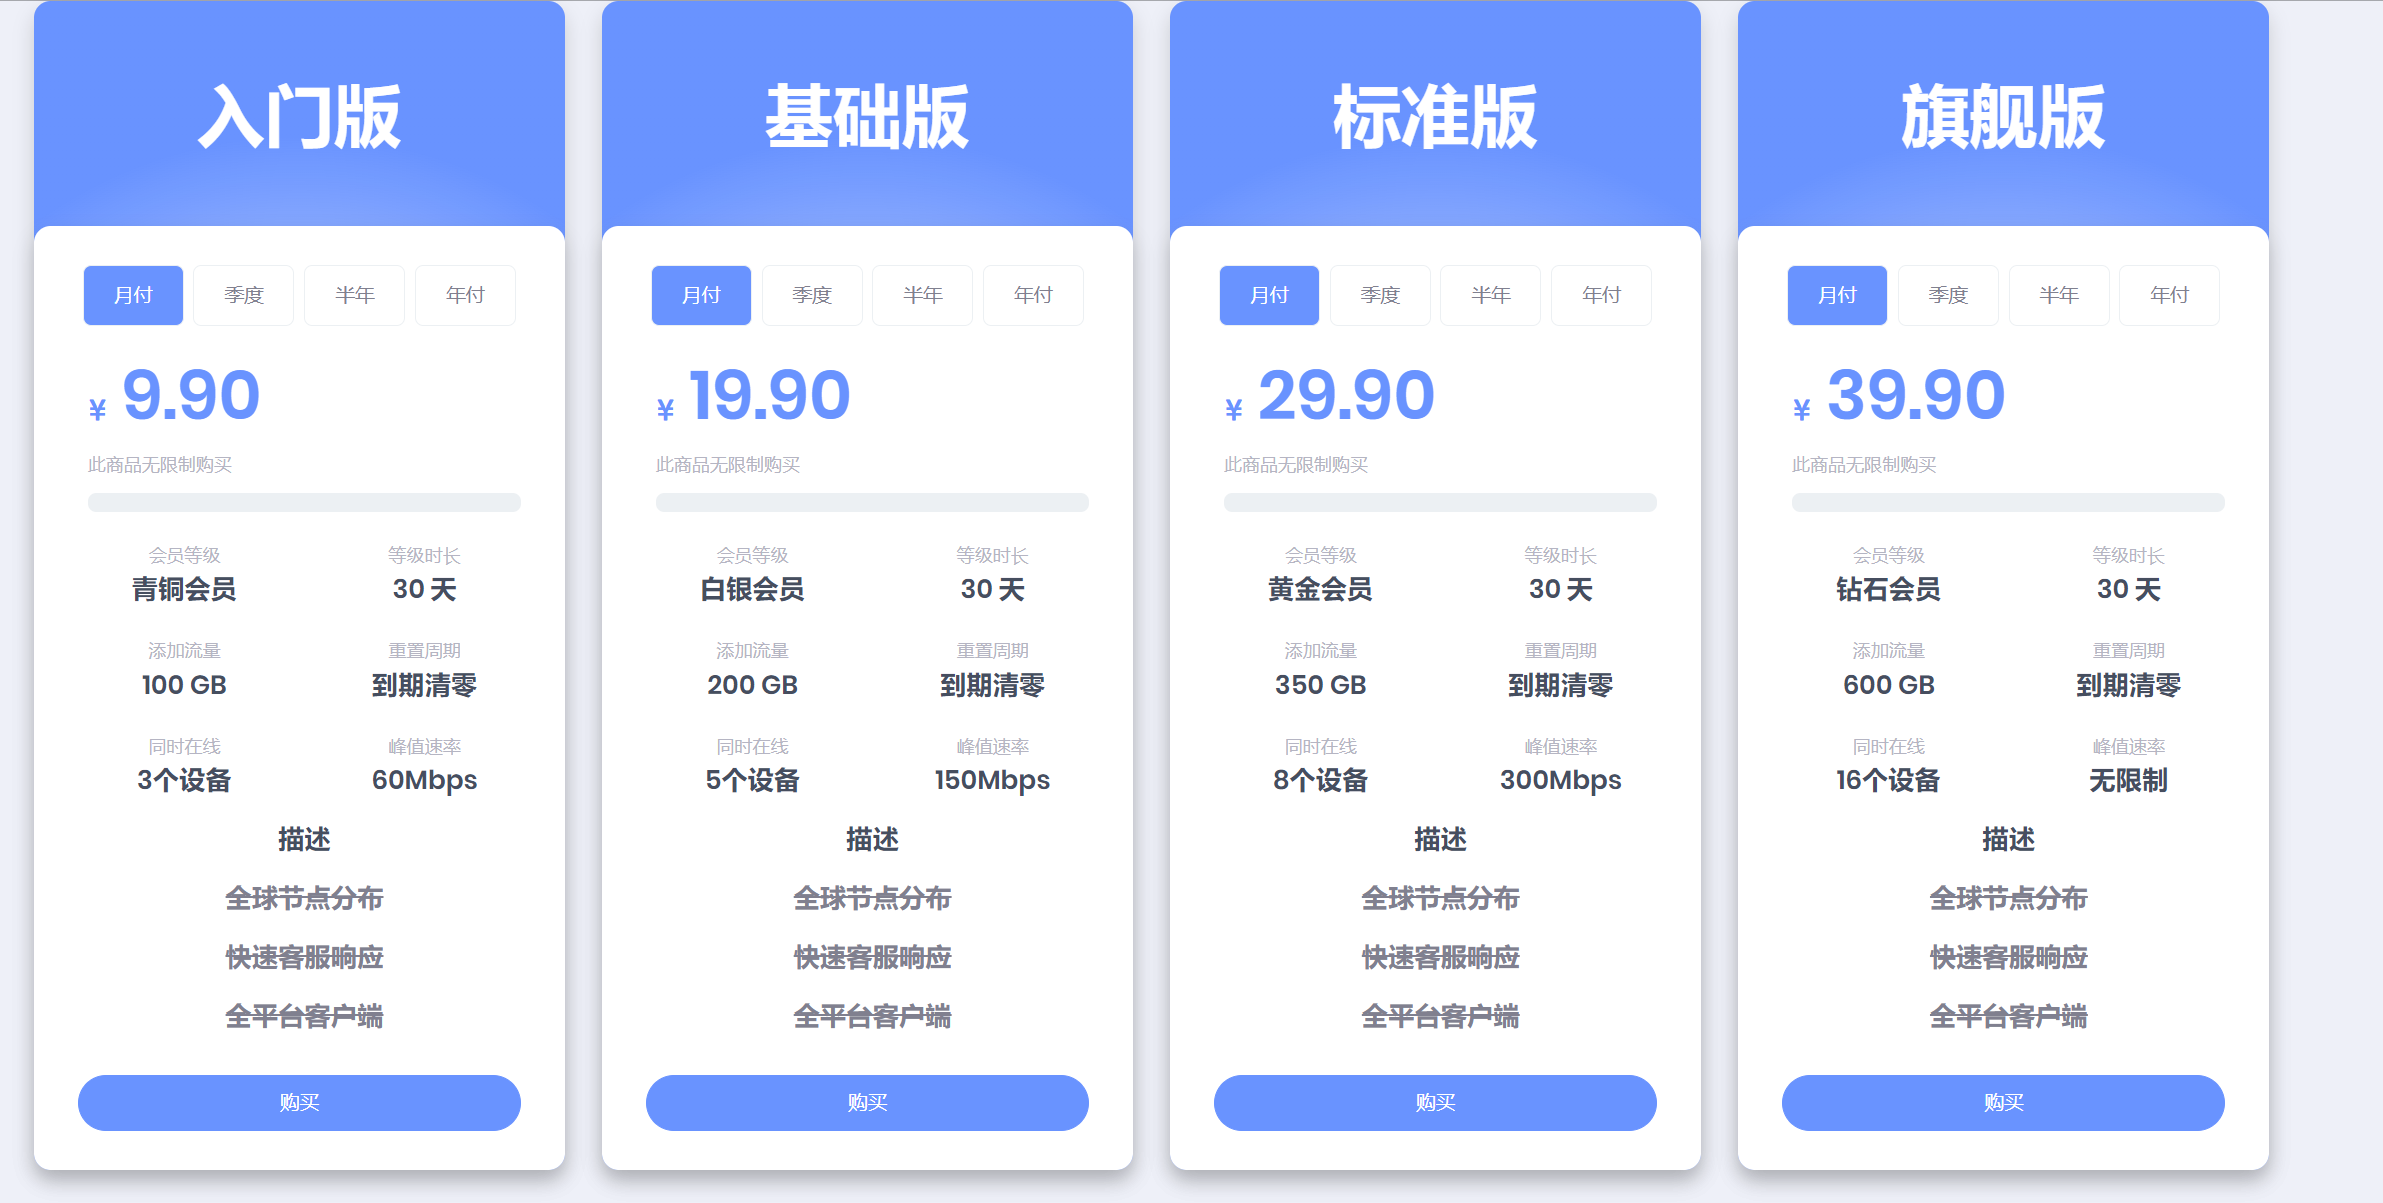 入门版
月付 季度 半年 年付
¥ 9.90
此商品无限制购买
会员等级 等级时长
青铜会员 30 天
添加流量 重置周期
100 GB 到期清零
同时在线 峰值速率
3个设备 60Mbps
描述
全球节点分布
快速客服响应
全平台客户端
购买
基础版
月付 季度 半年 年付
¥ 19.90
此商品无限制购买
会员等级 等级时长
白银会员 30 天
添加流量 重置周期
200 GB 到期清零
同时在线 峰值速率
5个设备 150Mbps
描述
全球节点分布
快速客服响应
全平台客户端
购买
标准版
月付 季度 半年 年付
¥ 29.90
此商品无限制购买
会员等级 等级时长
黄金会员 30 天
添加流量 重置周期
350 GB 到期清零
同时在线 峰值速率
8个设备 300Mbps
描述
全球节点分布
快速客服响应
全平台客户端
购买
旗舰版
月付 季度 半年 年付
¥ 39.90
此商品无限制购买
会员等级 等级时长
钻石会员 30 天
添加流量 重置周期
600 GB 到期清零
同时在线 峰值速率
16个设备 无限制
描述
全球节点分布
快速客服响应
全平台客户端
购买